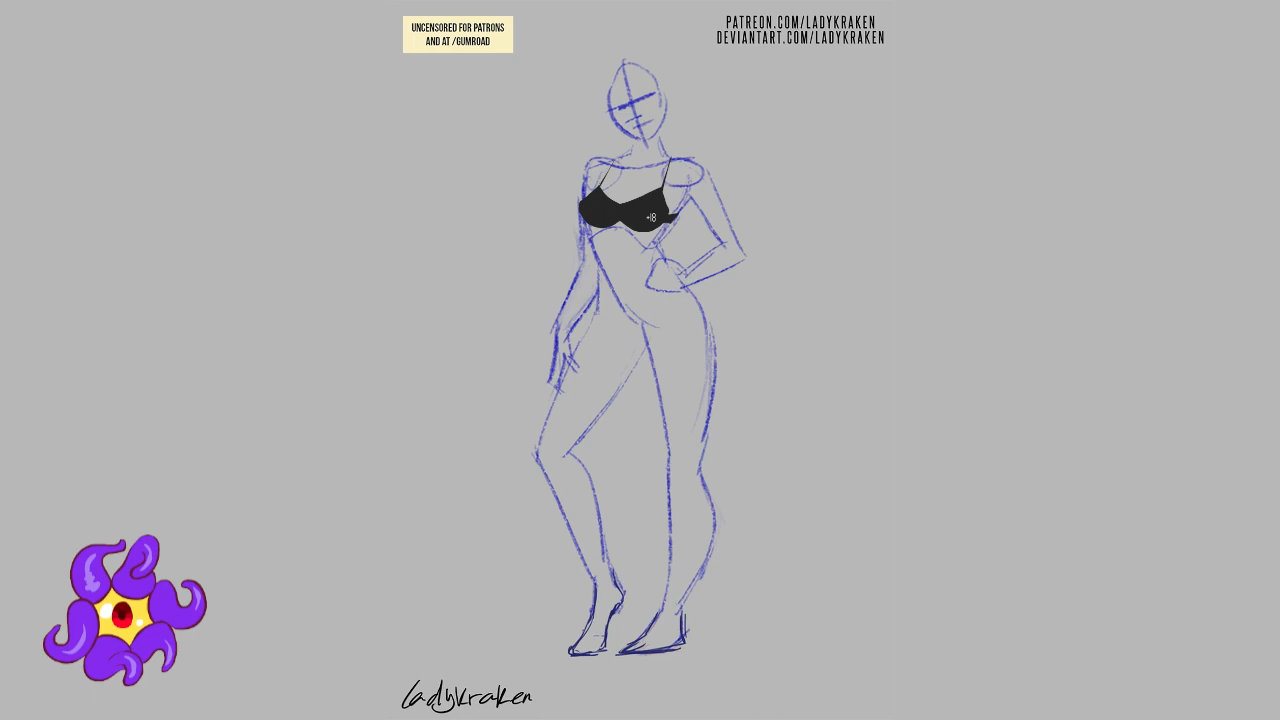 UNCENSORED FOR PATRONS
AND AT /GUMROAD
PATREON.COM/LADYKRAKEN
DEVIANTART.COM/LADYKRAKEN
+18
ladykraken